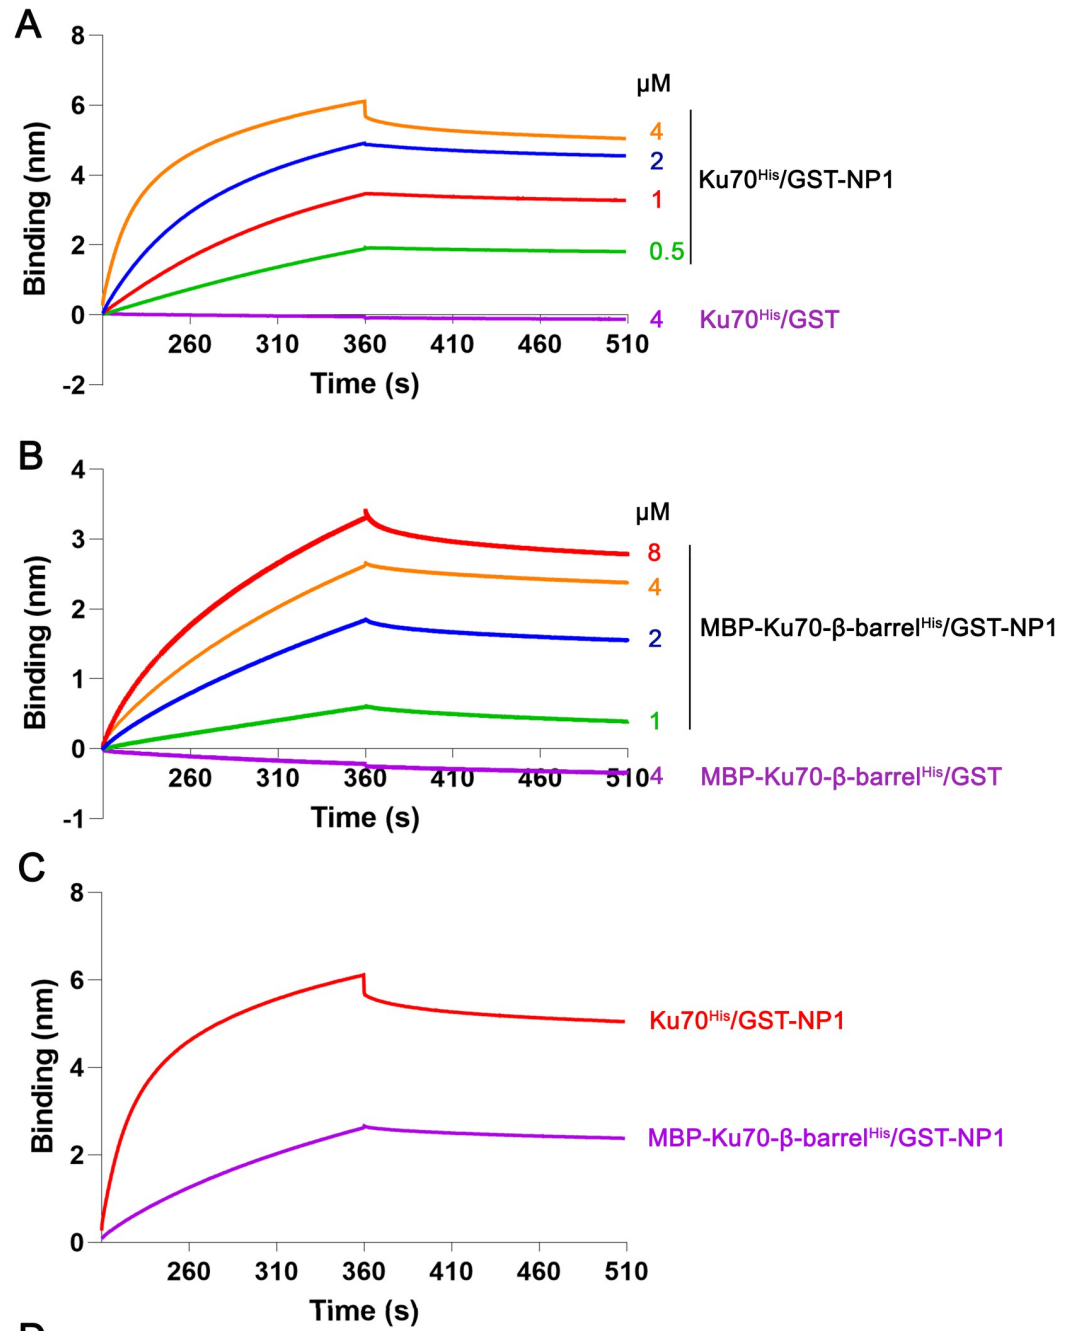 A
8
6
4
2
0
-2
Binding (nm)
260 310 360 410 460 510
Time (s)
µM
4
2
1
0.5
4
Ku70His/GST-NP1
Ku70His/GST
B
4
3
2
1
0
-1
Binding (nm)
260 310 360 410 460 510
Time (s)
µM
8
4
2
1
4
MBP-Ku70-β-barrelHis/GST-NP1
MBP-Ku70-β-barrelHis/GST
C
8
6
4
2
0
Binding (nm)
260 310 360 410 460 510
Time (s)
Ku70His/GST-NP1
MBP-Ku70-β-barrelHis/GST-NP1